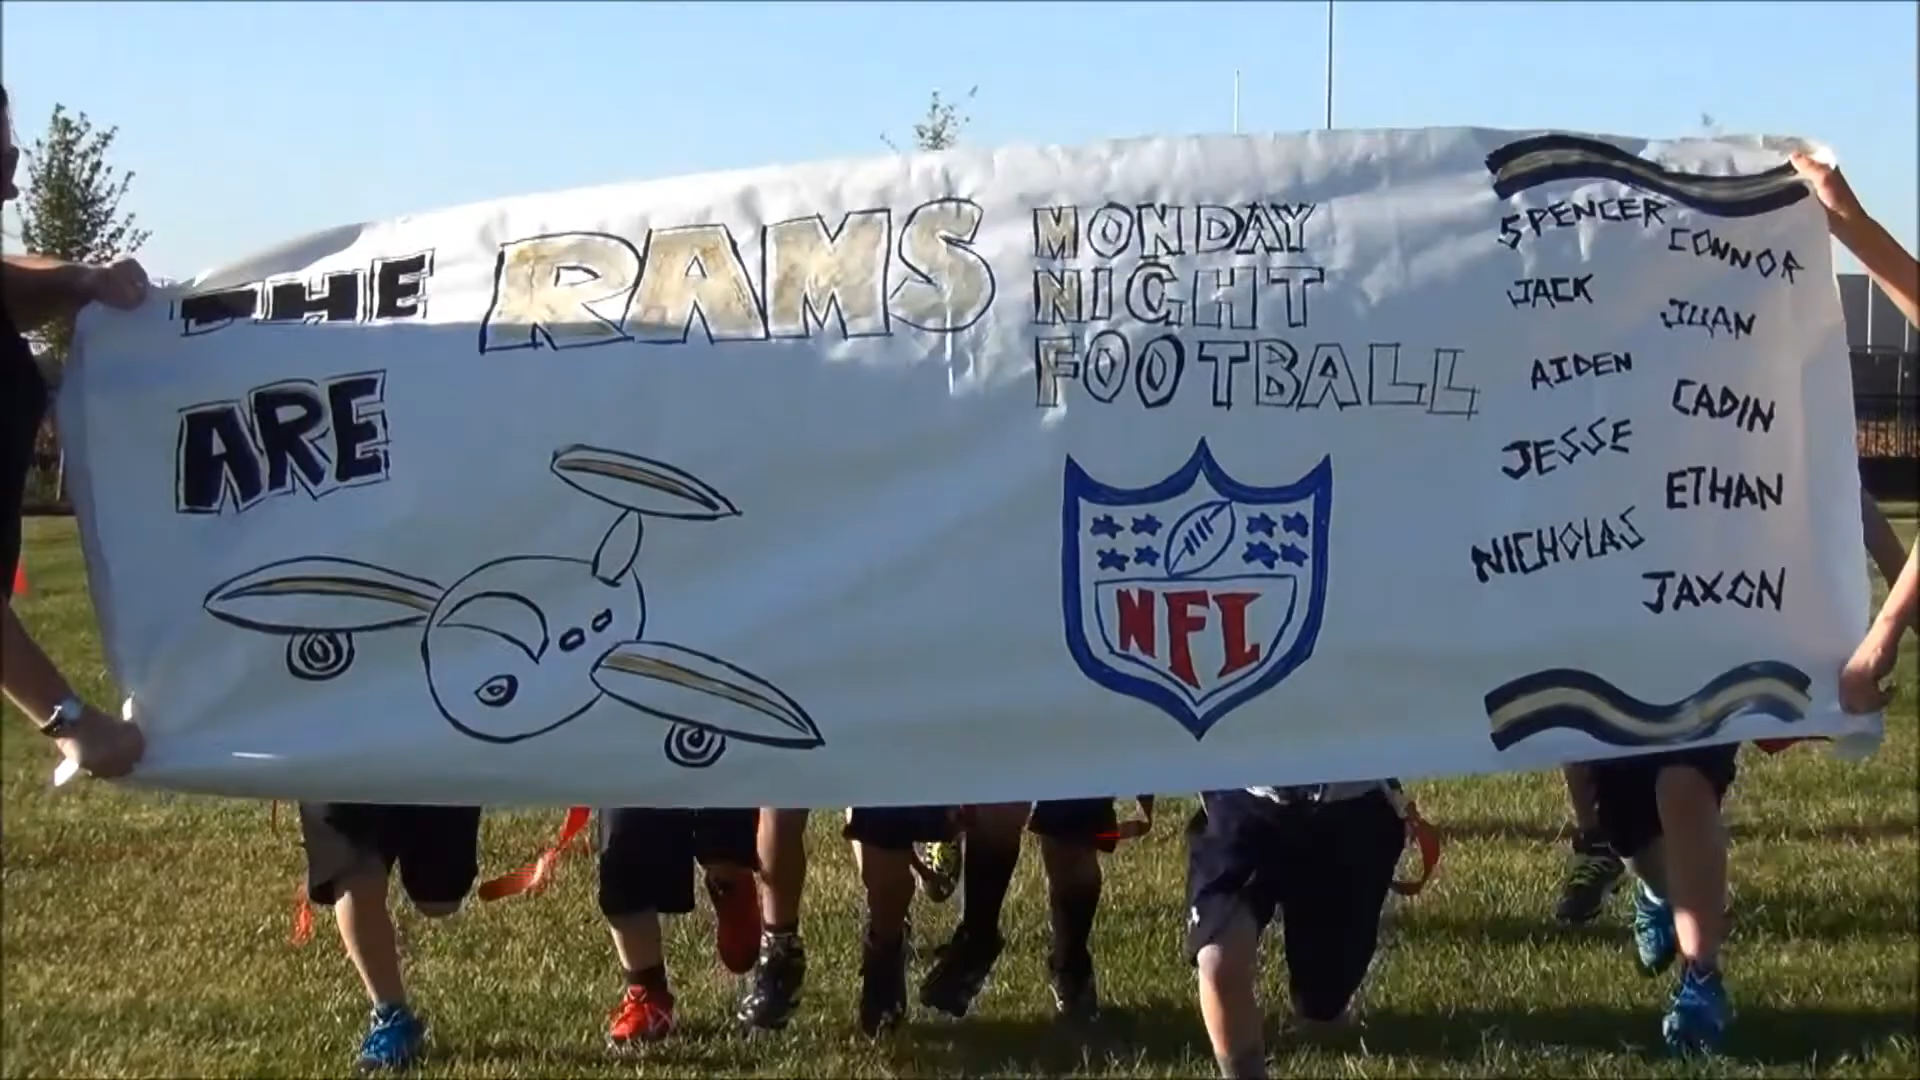 THE RAMS
ARE
MONDAY
NIGHT
FOOTBALL
NFL
SPENCER
CONNOR
JACK
JUAN
AIDEN
CADIN
JESSE
ETHAN
NICHOLAS
JAXON